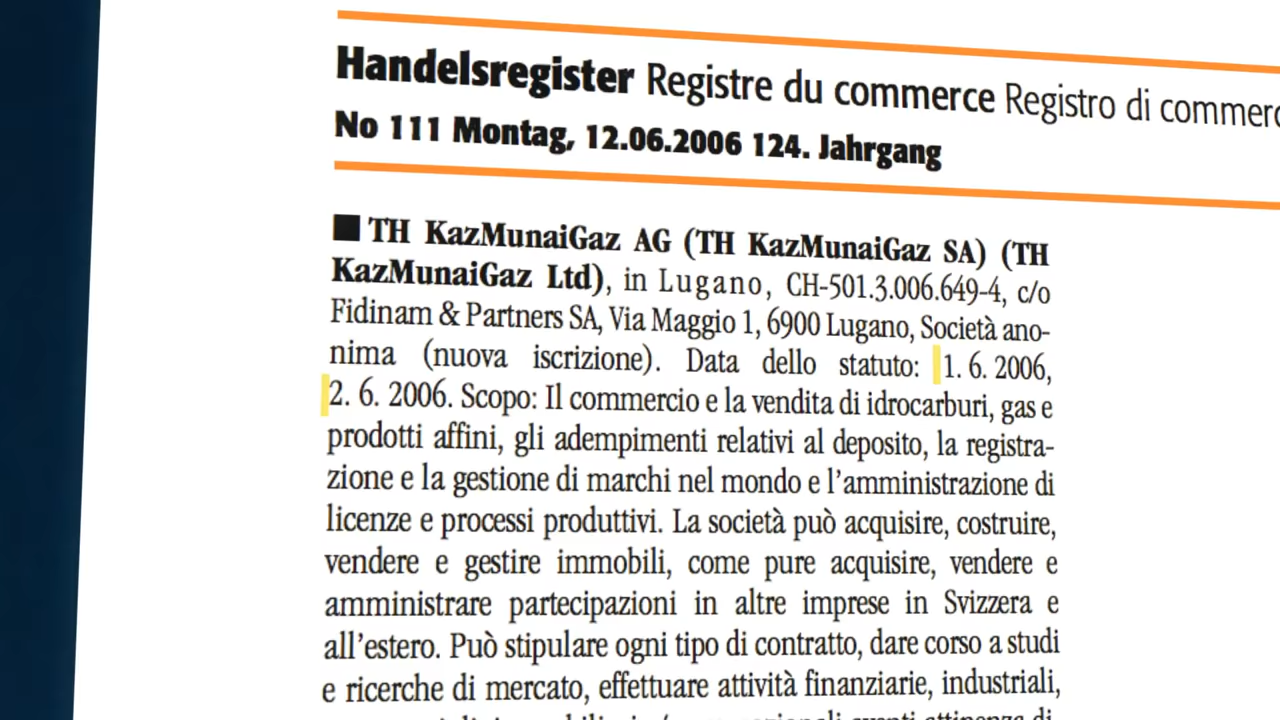 Handelsregister Registre du commerce Registro di
No 111 Montag, 12.06.2006 124. Jahrgang
■ TH KazMunaiGaz AG (TH KazMunaiGaz SA) (TH
KazMunaiGaz Ltd), in Lugano, CH-501.3.006.649-4, c/o
Fidinam & Partners SA, Via Maggio 1, 6900 Lugano, Società ano-
nima (nuova iscrizione). Data dello statuto: 1. 6. 2006,
2. 6. 2006. Scopo: Il commercio e la vendita di idrocarburi, gas e
prodotti affini, gli adempimenti relativi al deposito, la registra-
zione e la gestione di marchi nel mondo e l'amministrazione di
licenze e processi produttivi. La società può acquisire, costruire,
vendere e gestire immobili, come pure acquisire, vendere e
amministrare partecipazioni in altre imprese in Svizzera e
all'estero. Può stipulare ogni tipo di contratto, dare corso a studi
e ricerche di mercato, effettuare attività finanziarie, industriali,